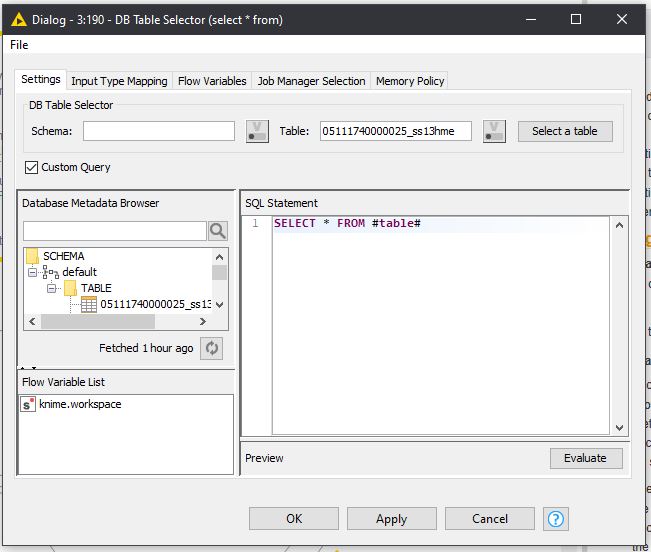 Dialog - 3:190 - DB Table Selector (select * from)
File
Settings Input Type Mapping Flow Variables Job Manager Selection Memory Policy
DB Table Selector
Schema: V Table: 05111740000025_ss13hme V Select a table
Custom Query
Database Metadata Browser
SCHEMA
default
TABLE
05111740000025_ss13
Fetched 1 hour ago
Flow Variable List
s knime.workspace
SQL Statement
1 SELECT * FROM #table#
Preview Evaluate
OK Apply Cancel ?